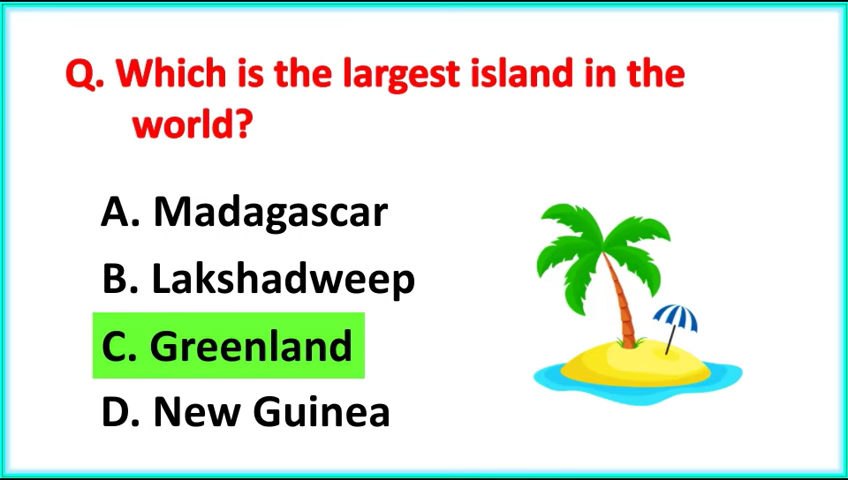 Q. Which is the largest island in the
world?
A. Madagascar
B. Lakshadweep
C. Greenland
D. New Guinea